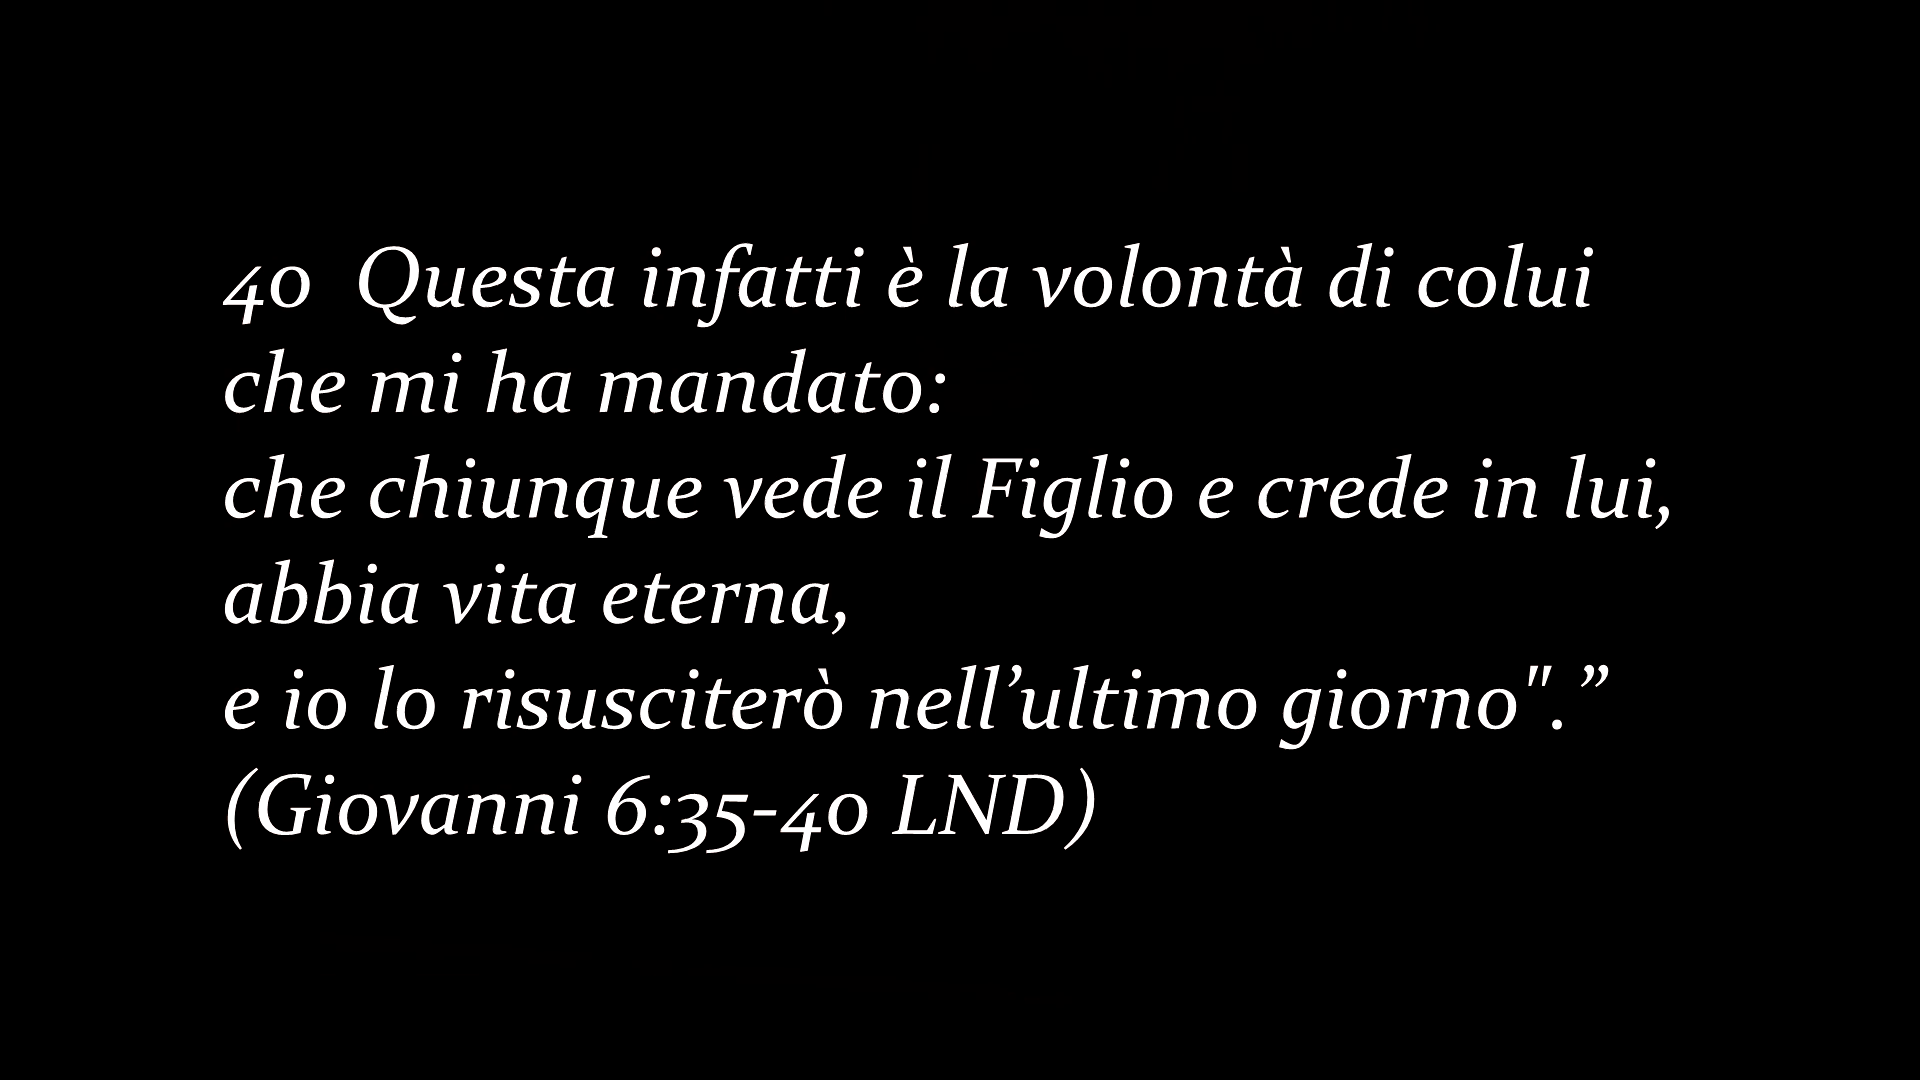 40  Questa infatti è la volontà di colui
che mi ha mandato:
che chiunque vede il Figlio e crede in lui,
abbia vita eterna,
e io lo risusciterò nell’ultimo giorno".”
(Giovanni 6:35-40 LND)